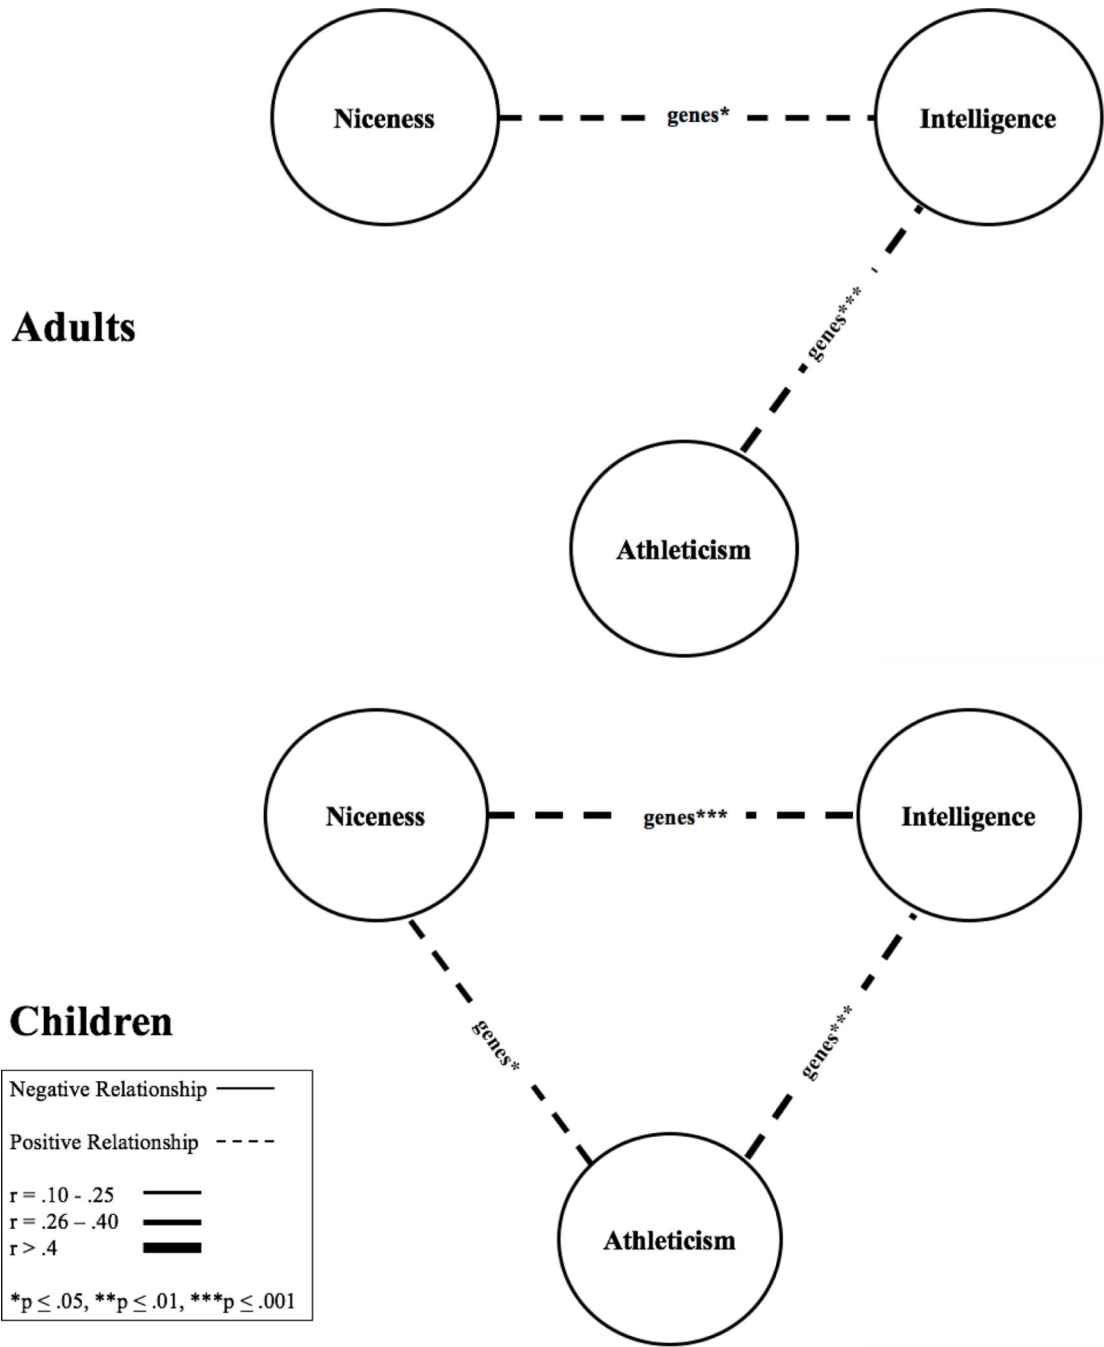 Niceness
genes*
Intelligence
genes***
Adults
Athleticism
Niceness
genes***
Intelligence
genes*
genes***
Children
Negative Relationship
Positive Relationship
r = .10 - .25
r = .26 – .40
r > .4
*p ≤ .05, **p ≤ .01, ***p ≤ .001
Athleticism